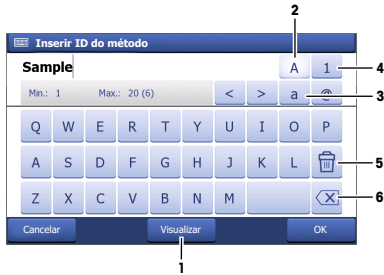 2
Inserir ID do método
Sample A 1 4
Min.: 1 Max.: 20 (6) < > a @ 3
Q W E R T Y U I O P
A S D F G H J K L 5
Z X C V B N M 6
Cancelar Visualizar OK
1